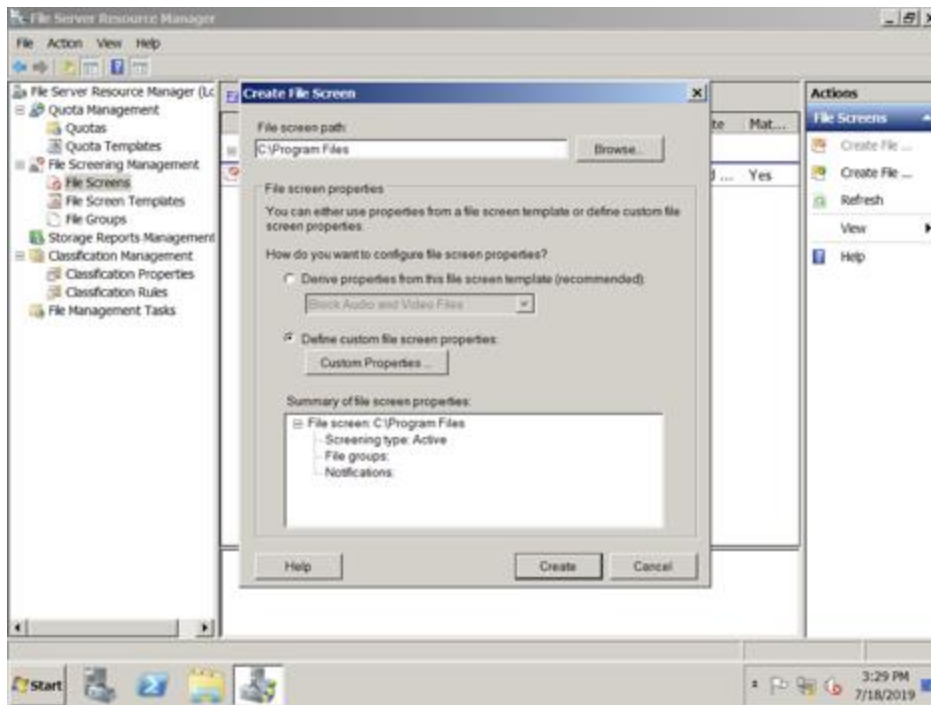 File Server Resource Manager
File Action View Help
File Server Resource Manager (Lc
Quota Management
Quotas
Quota Templates
File Screening Management
File Screens
File Screen Templates
File Groups
Storage Reports Management
Classification Management
Classification Properties
Classification Rules
File Management Tasks
Create File Screen
File screen path:
C:\Program Files
Browse...
File screen properties
You can either use properties from a file screen template or define custom file
screen properties.
How do you want to configure file screen properties?
Derive properties from this file screen template (recommended):
Block Audio and Video Files
Define custom file screen properties:
Custom Properties ...
Summary of file screen properties:
File screen: C:\Program Files
Screening type: Active
File groups:
Notifications:
Help Create Cancel
te Mat...
... Yes
Actions
File Screens
Create File ...
Create File ...
Refresh
View
Help
Start
3:29 PM
7/18/2019